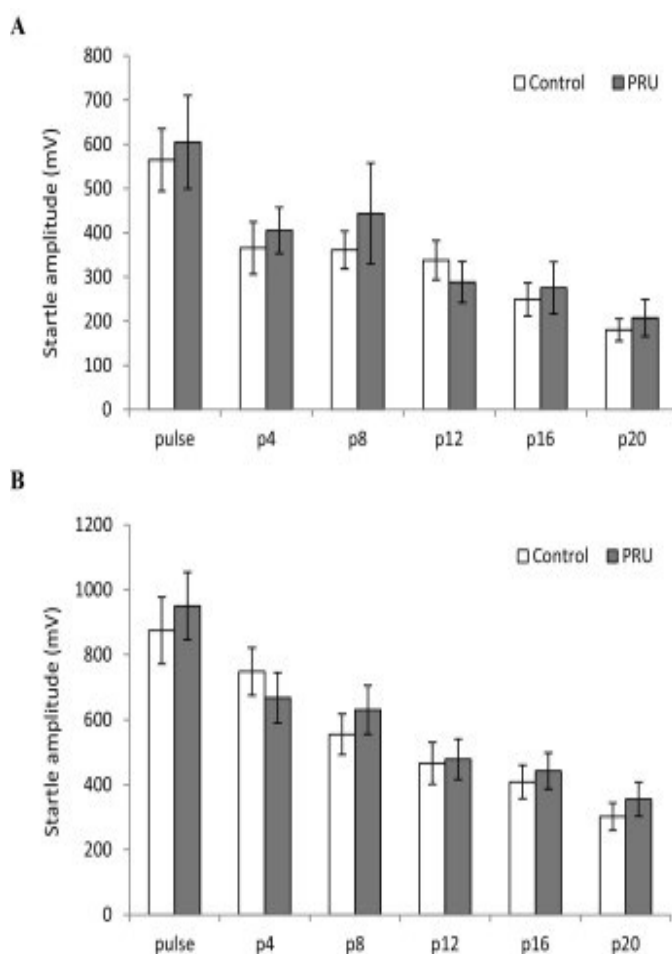 A
800
700
600
500
400
300
200
100
0
Startle amplitude (mV)
Control PRU
pulse p4 p8 p12 p16 p20
B
1200
1000
800
600
400
200
0
Startle amplitude (mV)
Control PRU
pulse p4 p8 p12 p16 p20